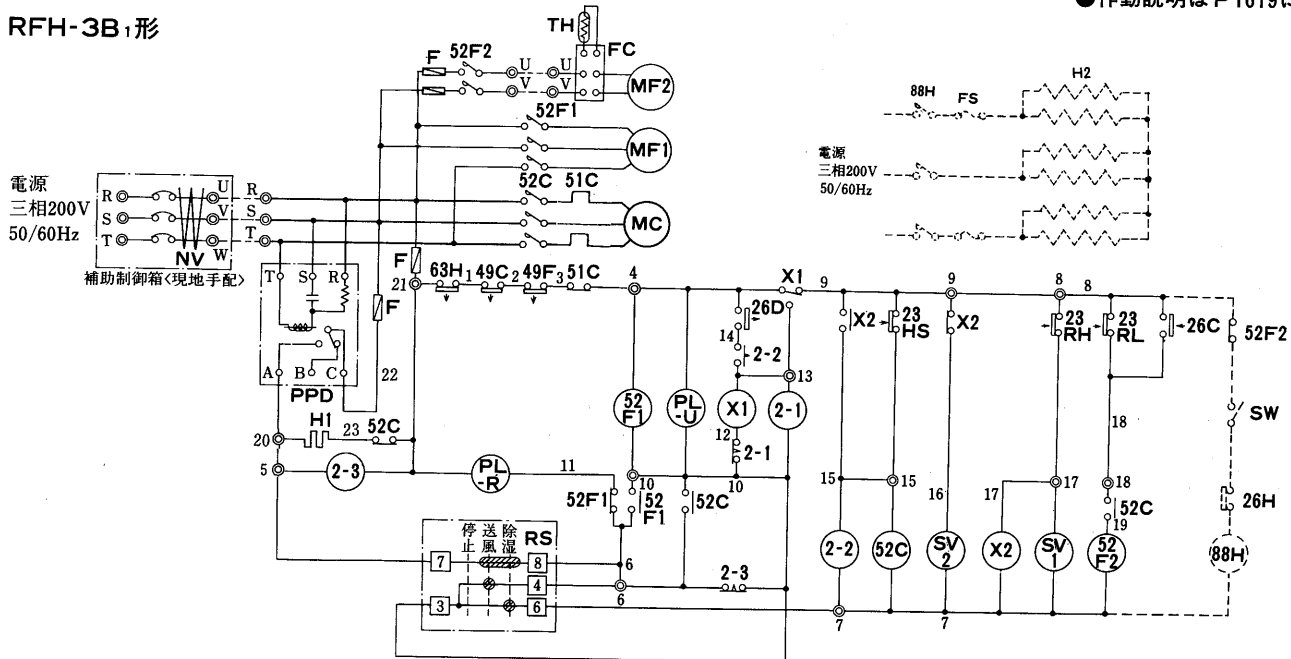 ●作動説明はP1619に
RFH-3B₁形
TH
FC
F
52F2
U
U
V
V
MF2
52F1
MF1
88H
FS
H2
電源
三相200V
50/60Hz
電源
三相200V
50/60Hz
R
S
T
NV
U
V
W
R
S
T
52C
51C
MC
補助制御箱<現地手配>
T
S
R
F
F
21
63H
1
49C
2
49F
3
51C
4
X1
9
9
8
8
26D
14
2-2
13
X2
23
HS
X2
23
RH
23
RL
26C
52F2
A
B
C
PPD
22
52
F1
PL
-U
X1
2-1
12
2-1
18
SW
H1
23
52C
20
5
2-3
PL
-R
11
10
10
52F1
52
F1
52C
15
15
16
17
17
18
52C
19
26H
停止
送風
除湿
RS
7
8
6
4
6
2-3
3
6
2-2
52C
SV
2
X2
SV
1
52
F2
88H
7
7